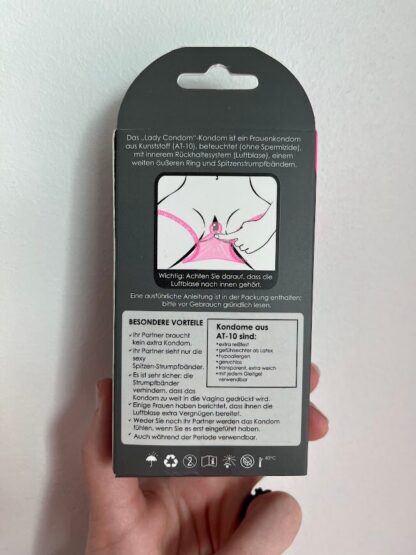 Das „Lady Condom“-Kondom ist ein Frauenkondom
aus Kunststoff (AT-10), befeuchtet (ohne Spermizide),
mit innerem Rückhaltesystem (Luftblase), einem
weiten äußeren Ring und Spitzenstrumpfbändern.
Wichtig: Achten Sie darauf, dass die
Luftblase nach innen gehört.
Eine ausführliche Anleitung ist in der Packung enthalten;
bitte vor Gebrauch gründlich lesen.
BESONDERE VORTEILE
✓Ihr Partner braucht
kein extra Kondom.
✓Ihr Partner sieht nur die
sexy
Spitzen-Strumpfbänder.
✓Es ist sehr sicher: die
Strumpfbänder
verhindern, dass das
Kondom zu weit in die Vagina gedrückt wird.
✓Einige Frauen haben berichtet, dass ihnen die
Luftblase extra Vergnügen bereitet.
✓Weder Sie noch Ihr Partner werden das Kondom
fühlen, wenn Sie es erst eingeführt haben.
✓Auch während der Periode verwendbar.
Kondome aus
AT-10 sind:
•extra reißfest
•gefühlsechter als Latex
•hypoallergen
•geruchlos
•transparent, extra weich
•mit jedem Gleitgel
verwendbar
2
40°C